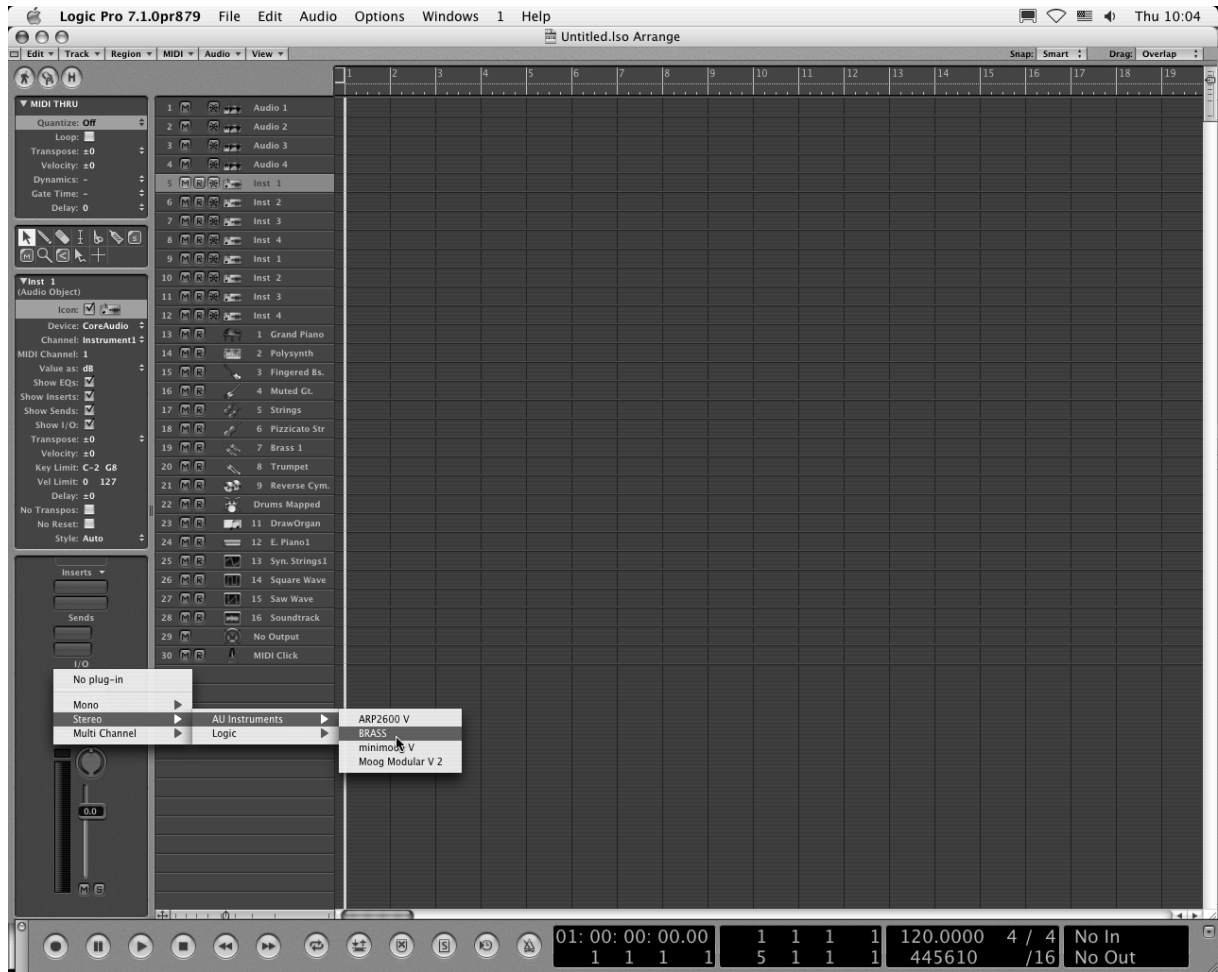 Logic Pro 7.1.0pr879 File Edit Audio Options Windows 1 Help
Thu 10:04
Untitled.lso Arrange
Edit Track Region MIDI Audio View
Snap: Smart Drag: Overlap
H
1 2 3 4 5 6 7 8 9 10 11 12 13 14 15 16 17 18 19
MIDI THRU
Quantize: Off
Loop:
Transpose: ±0
Velocity: ±0
Dynamics: –
Gate Time: –
Delay: 0
Inst 1
(Audio Object)
Icon:
Device: CoreAudio
Channel: Instrument1
MIDI Channel: 1
Value as: dB
Show EQs:
Show Inserts:
Show Sends:
Show I/O:
Transpose: ±0
Velocity: ±0
Key Limit: C-2 G8
Vel Limit: 0 127
Delay: ±0
No Transpos:
No Reset:
Style: Auto
Inserts
Sends
I/O
1 M Audio 1
2 M Audio 2
3 M Audio 3
4 M Audio 4
5 M R Inst 1
6 M R Inst 2
7 M R Inst 3
8 M R Inst 4
9 M R Inst 1
10 M R Inst 2
11 M R Inst 3
12 M R Inst 4
13 M R 1 Grand Piano
14 M R 2 Polysynth
15 M R 3 Fingered Bs.
16 M R 4 Muted Gt.
17 M R 5 Strings
18 M R 6 Pizzicato Str
19 M R 7 Brass 1
20 M R 8 Trumpet
21 M R 9 Reverse Cym.
22 M R Drums Mapped
23 M R 11 DrawOrgan
24 M R 12 E. Piano1
25 M R 13 Syn. Strings1
26 M R 14 Square Wave
27 M R 15 Saw Wave
28 M R 16 Soundtrack
29 M No Output
30 M R MIDI Click
No plug-in
Mono
Stereo
Multi Channel
AU Instruments
Logic
ARP2600 V
BRASS
minimoog V
Moog Modular V 2
0.0
M S
01: 00: 00: 00.00 1 1 1 1 120.0000 4 / 4 No In
1 1 1 1 5 1 1 1 445610 /16 No Out